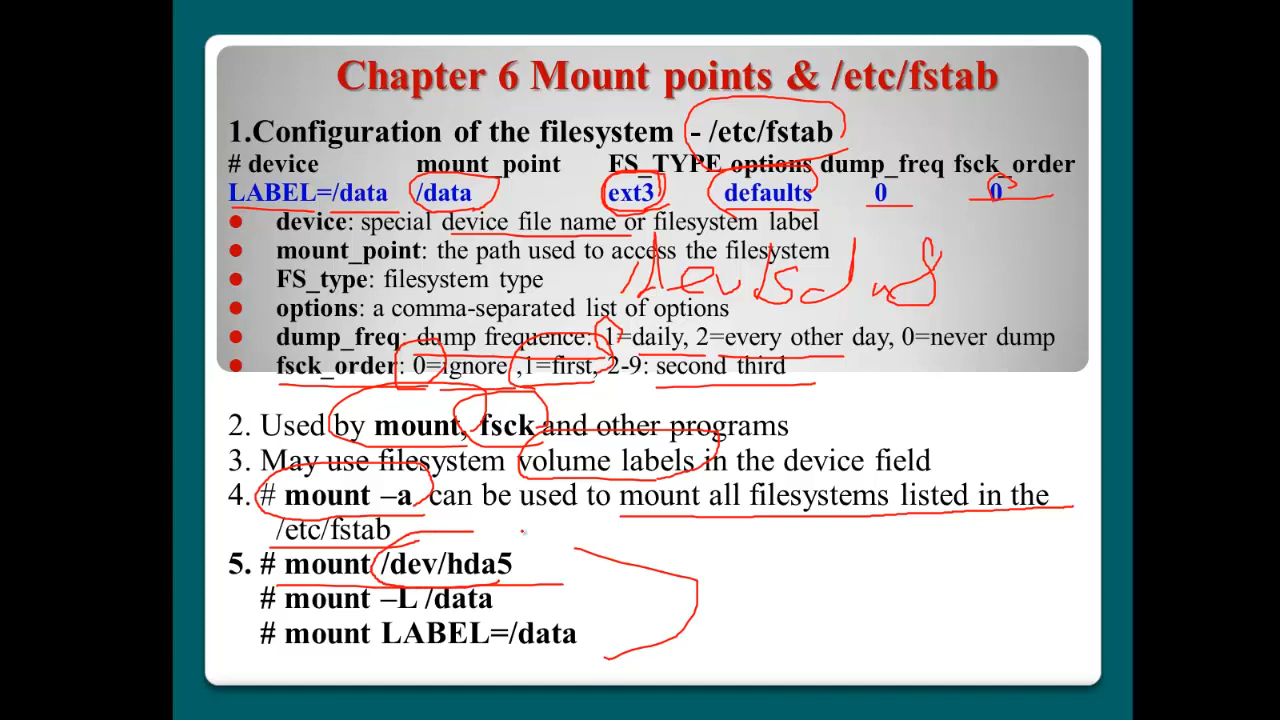 Chapter 6 Mount points & /etc/fstab
1.Configuration of the filesystem - /etc/fstab
# device mount_point FS_TYPE options dump_freq fsck_order
LABEL=/data /data ext3 defaults 0 0
device: special device file name or filesystem label
mount_point: the path used to access the filesystem
FS_type: filesystem type
options: a comma-separated list of options
dump_freq: dump frequence: 1=daily, 2=every other day, 0=never dump
fsck_order: 0=ignore ,1=first, 2-9: second third
2. Used by mount, fsck and other programs
3. May use filesystem volume labels in the device field
4. # mount –a can be used to mount all filesystems listed in the
/etc/fstab
5. # mount /dev/hda5
# mount –L /data
# mount LABEL=/data